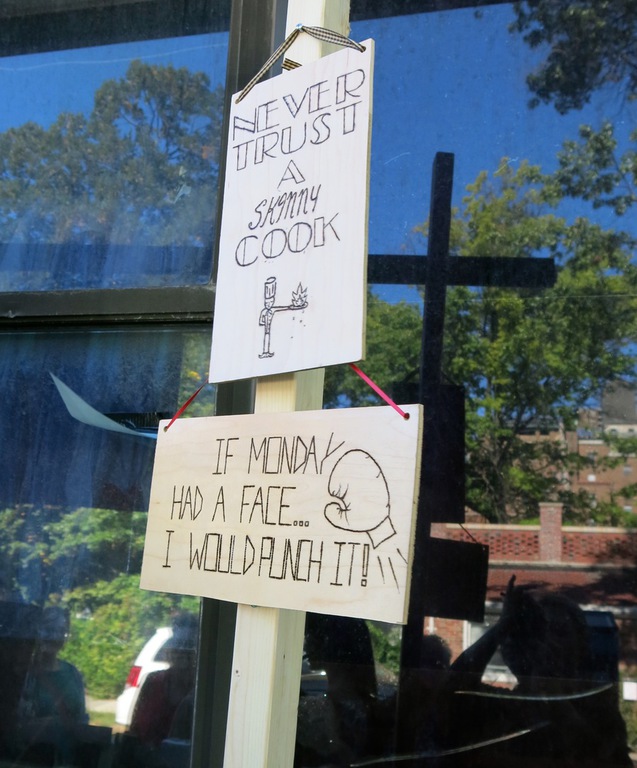 NEVER
TRUST
A
SKINNY
COOK
IF MONDAY
HAD A FACE...
I WOULD PUNCH IT!